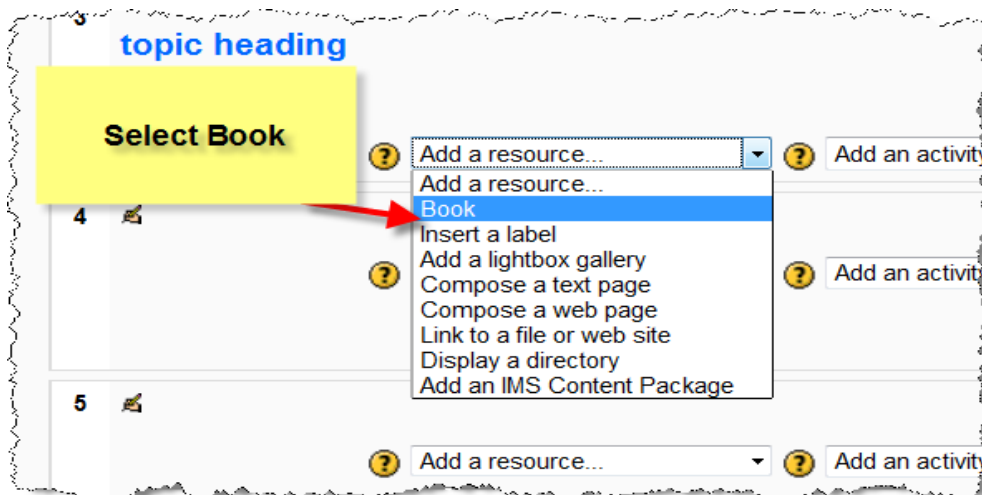 3
topic heading
Select Book
? Add a resource... ? Add an activity
Add a resource...
Book
4
Insert a label
Add a lightbox gallery
? ? Add an activity
Compose a text page
Compose a web page
Link to a file or web site
Display a directory
Add an IMS Content Package
5
? Add a resource... ? Add an activity